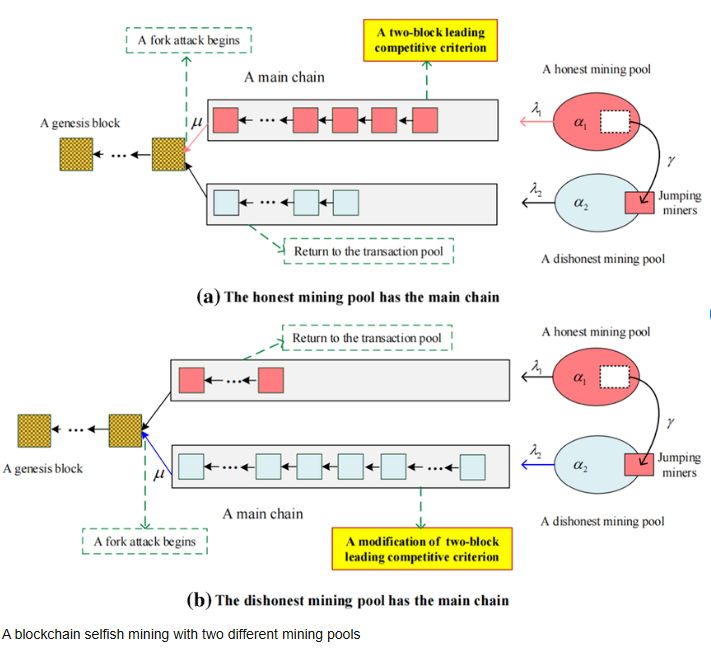 A fork attack begins
A two-block leading
competitive criterion
A main chain
A honest mining pool
A genesis block
μ
λ₁
α₁
γ
λ₂
α₂
Jumping
miners
Return to the transaction pool
A dishonest mining pool
(a) The honest mining pool has the main chain
Return to the transaction pool
A honest mining pool
λ₁
α₁
γ
A genesis block
μ
λ₂
α₂
Jumping
miners
A main chain
A dishonest mining pool
A fork attack begins
A modification of two-block
leading competitive criterion
(b) The dishonest mining pool has the main chain
A blockchain selfish mining with two different mining pools